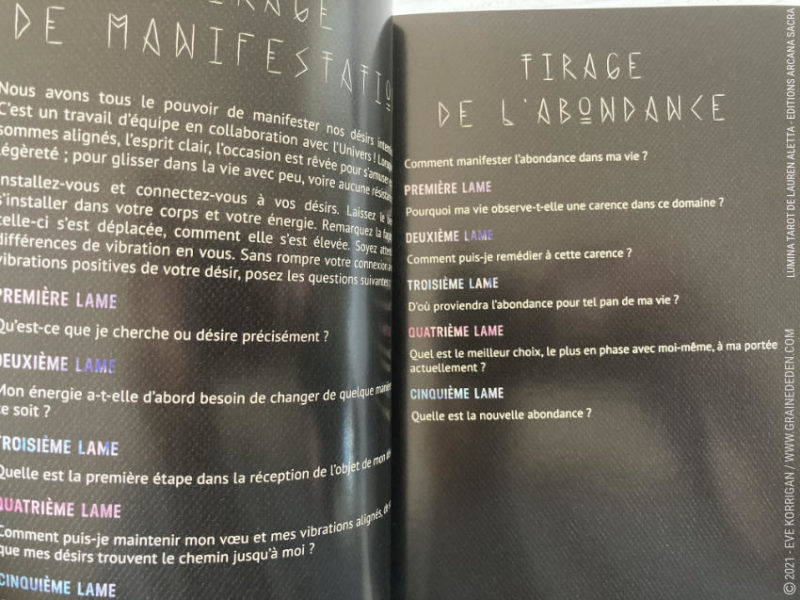 DE MANIFESTATIO
Nous avons tous le pouvoir de manifester nos désirs
C'est un travail d'équipe en collaboration avec l'Univers !
sommes alignés, l'esprit clair, l'occasion est rêvée pour s'amuser
légèreté ; pour glisser dans la vie avec peu, voire aucune
Installez-vous et connectez-vous à vos désirs. Laissez le
s'installer dans votre corps et votre énergie. Remarquez la
celle-ci s'est déplacée, comment elle s'est élevée. Soyez
différences de vibration en vous. Sans rompre votre connexion
vibrations positives de votre désir, posez les questions suivantes
PREMIÈRE LAME
Qu'est-ce que je cherche ou désire précisément ?
DEUXIÈME LAME
Mon énergie a-t-elle d'abord besoin de changer de quelque
ce soit ?
TROISIÈME LAME
Quelle est la première étape dans la réception de l'objet de mon
QUATRIÈME LAME
Comment puis-je maintenir mon vœu et mes vibrations alignés,
que mes désirs trouvent le chemin jusqu'à moi ?
CINQUIÈME LAME
TIRAGE
DE L'ABONDANCE
Comment manifester l'abondance dans ma vie ?
PREMIÈRE LAME
Pourquoi ma vie observe-t-elle une carence dans ce domaine ?
DEUXIÈME LAME
Comment puis-je remédier à cette carence ?
TROISIÈME LAME
D'où proviendra l'abondance pour tel pan de ma vie ?
QUATRIÈME LAME
Quel est le meilleur choix, le plus en phase avec moi-même, à ma portée
actuellement ?
CINQUIÈME LAME
Quelle est la nouvelle abondance ?
© 2021 - EVE KORRIGAN / WWW.GRAINEDEDEN.COM
LUMINA TAROT DE LAUREN ALETTA - EDITIONS ARCANA SACRA